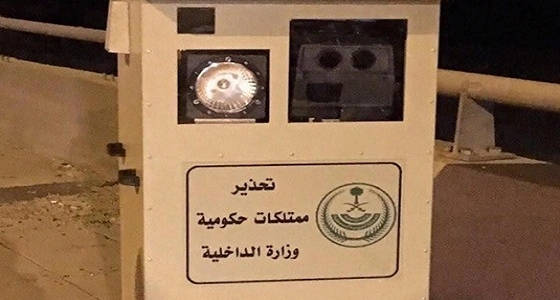 تحذير
ممتلكات حكومية
وزارة الداخلية